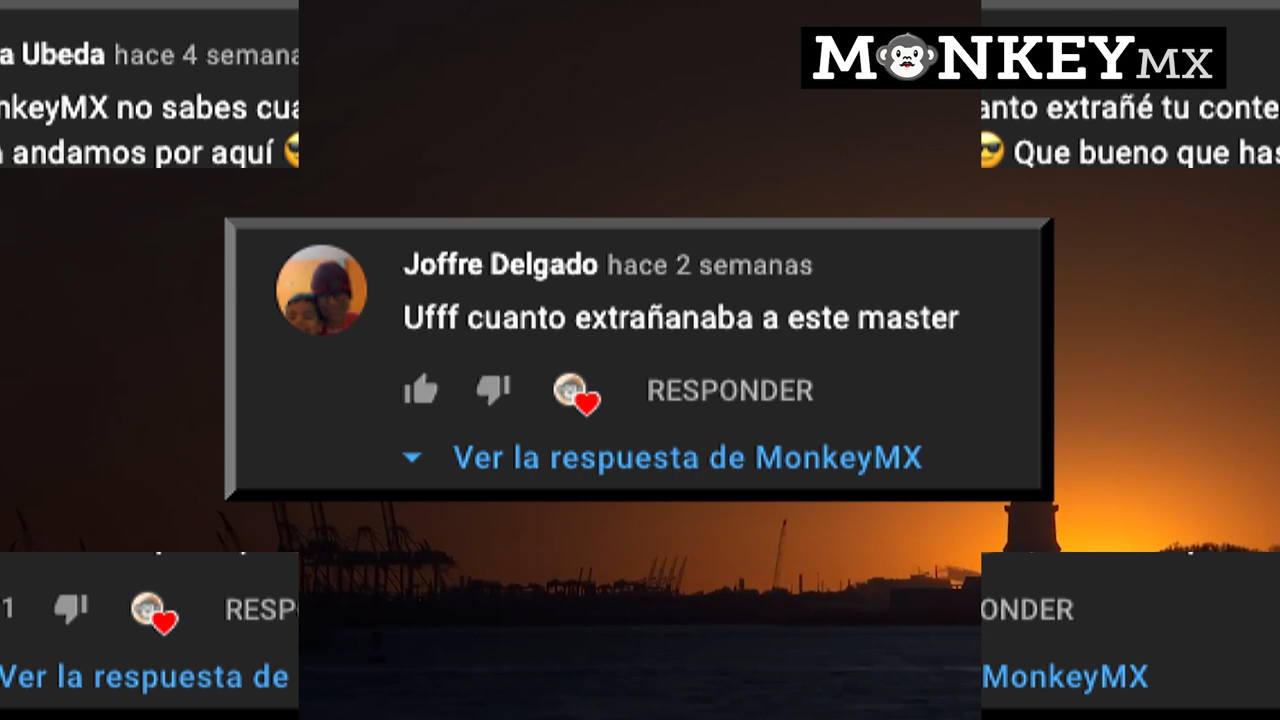 MONKEYMX
a Ubeda hace 4 semana
nkeyMX no sabes cua
anto extrañé tu conte
andamos por aquí
Que bueno que has
Joffre Delgado hace 2 semanas
Ufff cuanto extrañanaba a este master
RESPONDER
Ver la respuesta de MonkeyMX
1
RESP
ONDER
Ver la respuesta de
MonkeyMX